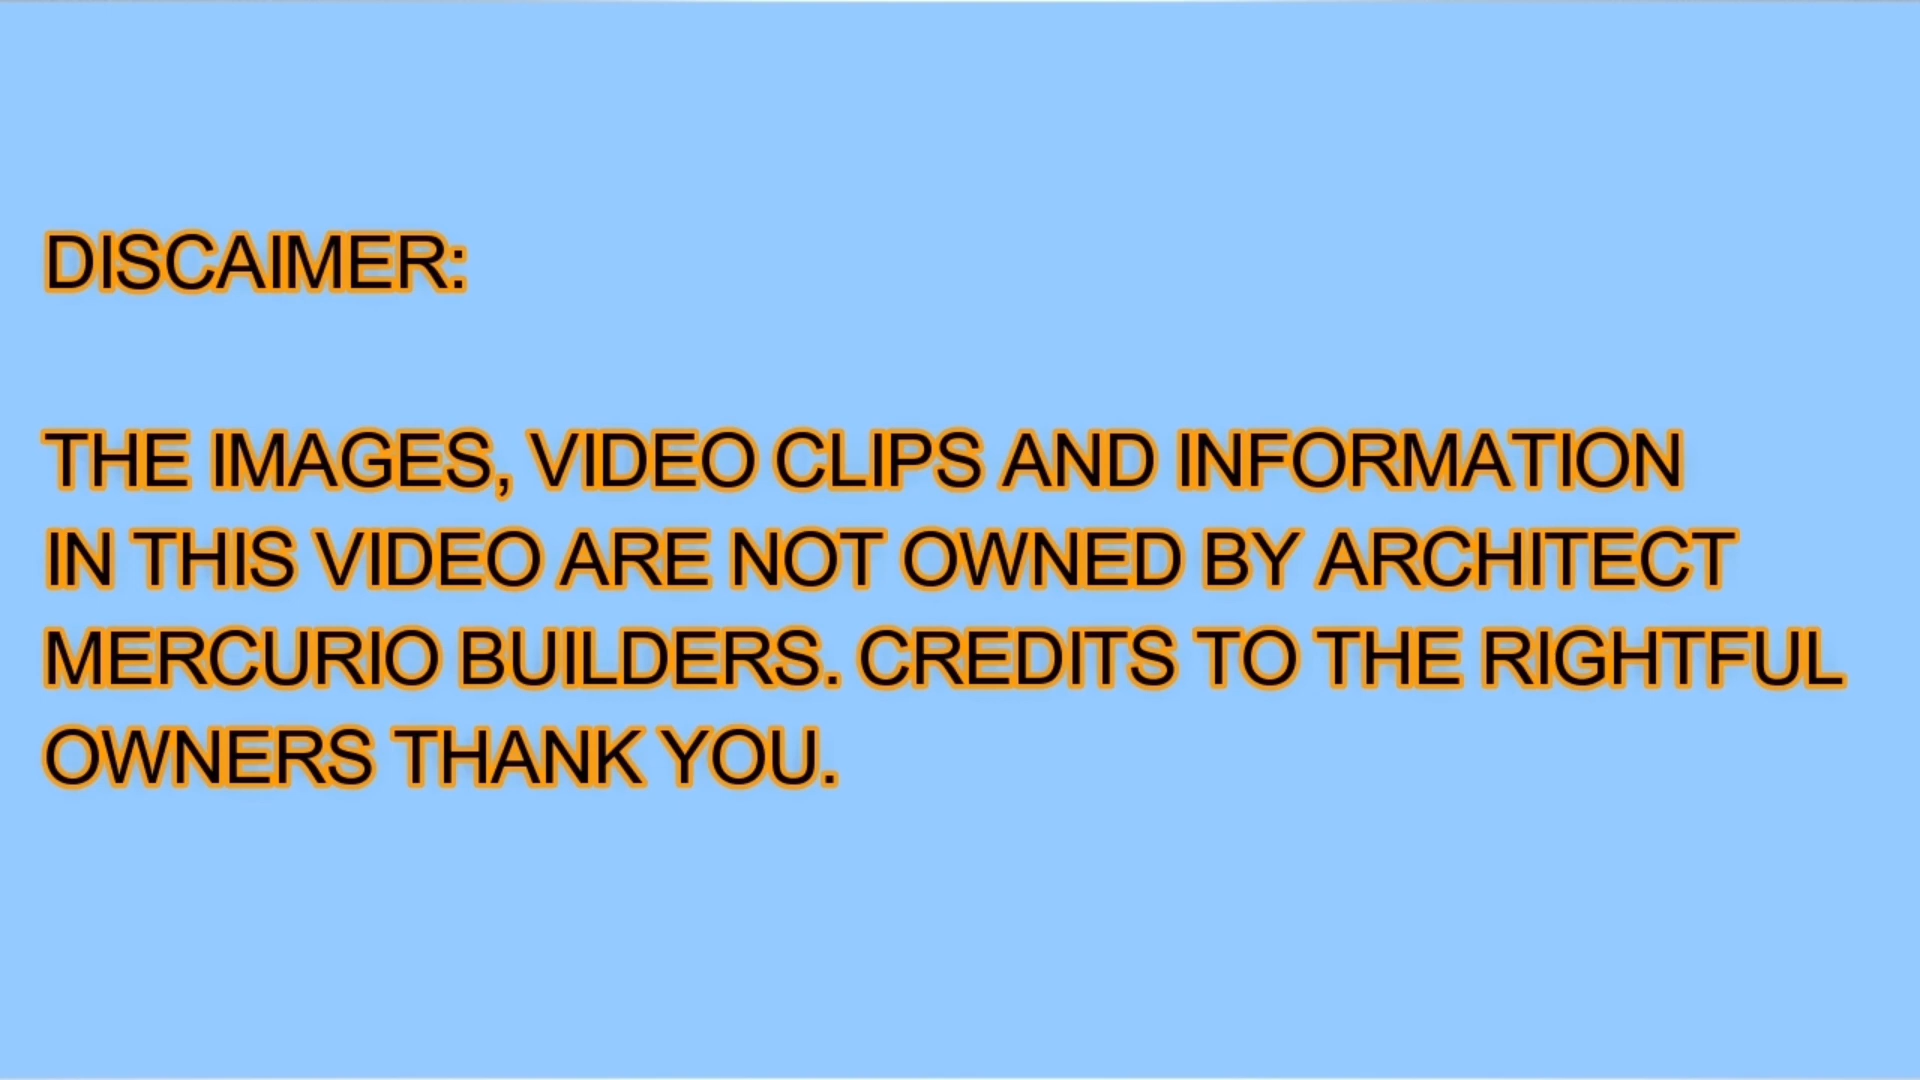 DISCAIMER:
THE IMAGES, VIDEO CLIPS AND INFORMATION
IN THIS VIDEO ARE NOT OWNED BY ARCHITECT
MERCURIO BUILDERS. CREDITS TO THE RIGHTFUL
OWNERS THANK YOU.